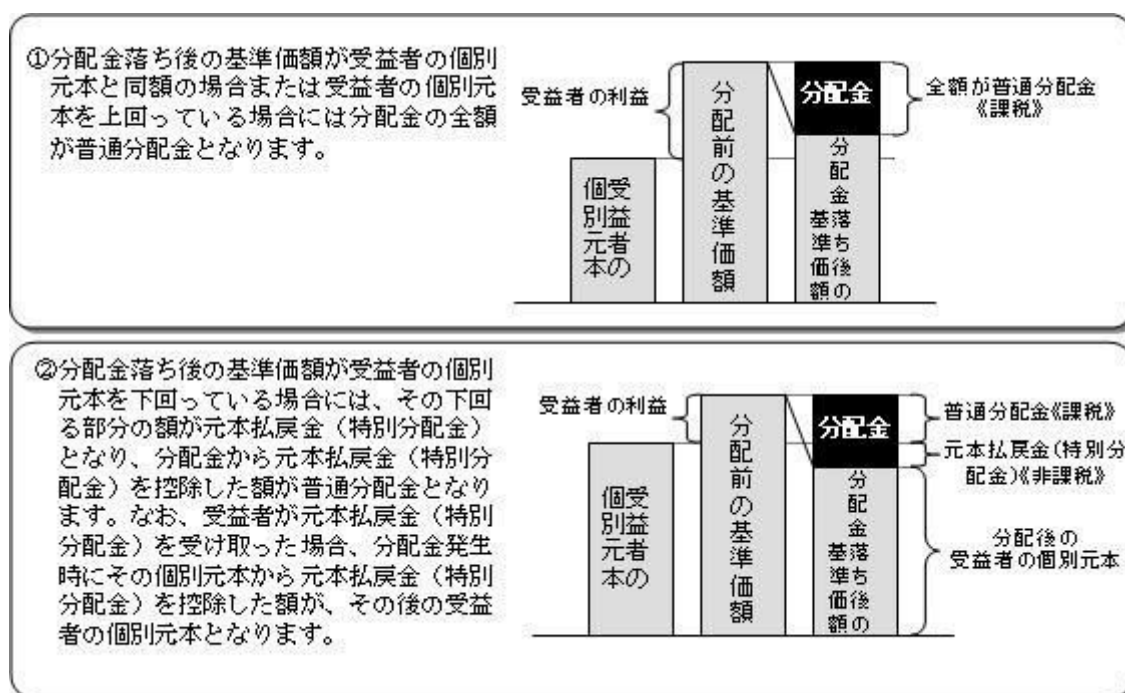 ①分配金落ち後の基準価額が受益者の個別
元本と同額の場合または受益者の個別元
本を上回っている場合には分配金の全額
が普通分配金となります。
受益者の利益
受益者の
個別元本
分配前の基準価額
分配金
分配金落ち後の
基準価額
全額が普通分配金
《課税》
②分配金落ち後の基準価額が受益者の個別
元本を下回っている場合には、その下回
る部分の額が元本払戻金（特別分配金）
となり、分配金から元本払戻金（特別分
配金）を控除した額が普通分配金となり
ます。なお、受益者が元本払戻金（特別
分配金）を受け取った場合、分配金発生
時にその個別元本から元本払戻金（特別
分配金）を控除した額が、その後の受益
者の個別元本となります。
受益者の利益
受益者の
個別元本
分配前の基準価額
分配金
分配金落ち後の
基準価額
普通分配金《課税》
元本払戻金（特別分
配金）《非課税》
分配後の
受益者の個別元本